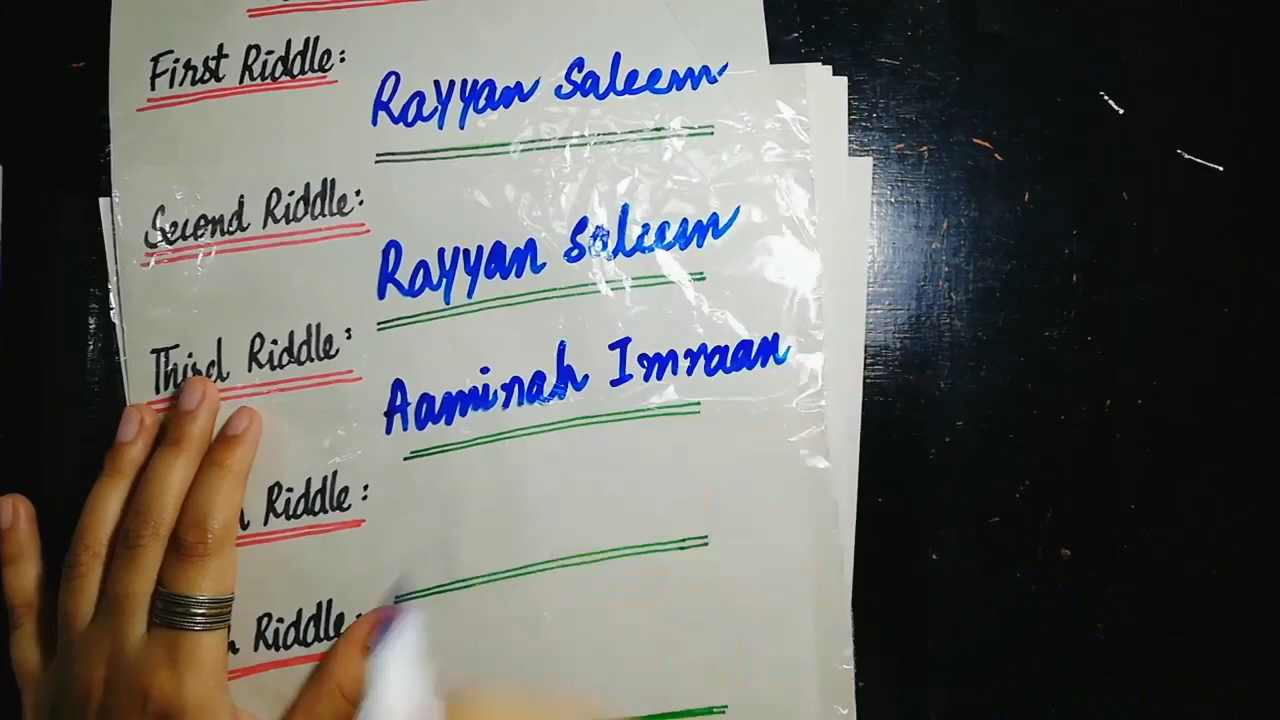 First Riddle: Rayyan Saleem
Second Riddle: Rayyan Saleem
Third Riddle: Aaminah Imraan
Riddle:
Riddle: